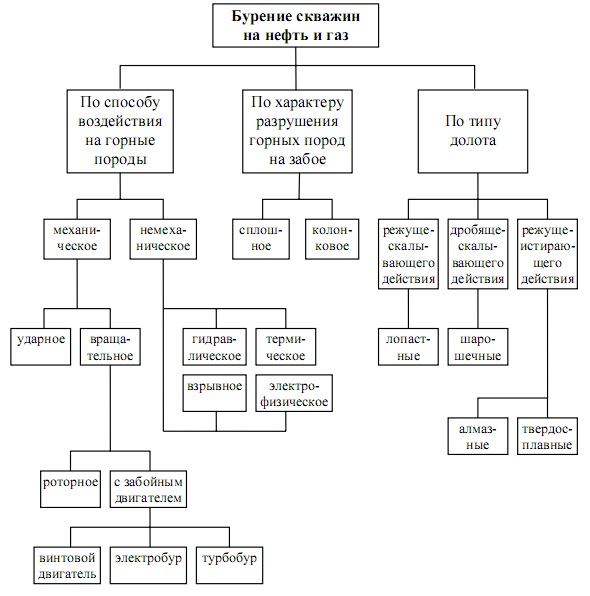 Бурение скважин
на нефть и газ
По способу
воздействия
на горные
породы
По характеру
разрушения
горных пород
на забое
По типу
долота
механи-
ческое
немеха-
ническое
сплош-
ное
колон-
ковое
режуще-
скалы-
вающего
действия
дробяще-
скалы-
вающего
действия
режуще-
истираю-
щего
действия
ударное
враща-
тельное
гидрав-
лическое
терми-
ческое
лопаст-
ные
шаро-
шечные
взрывное
электро-
физическое
алмаз-
ные
твердос-
плавные
роторное
с забойным
двигателем
винтовой
двигатель
электробур
турбобур